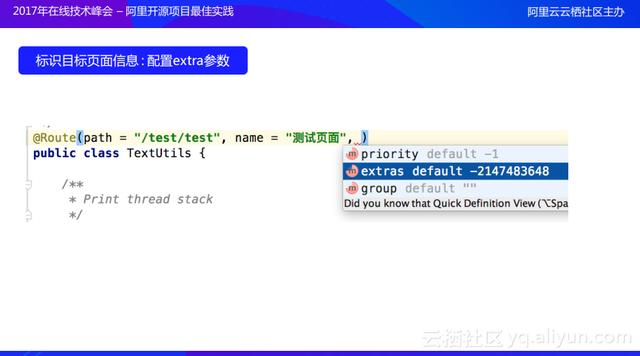 2017年在线技术峰会 – 阿里开源项目最佳实践
阿里云云栖社区主办
标识目标页面信息 : 配置extra参数
@Route(path = "/test/test", name = "测试页面", )
public class TextUtils {
priority default -1
extras default -2147483648
group default ""
Did you know that Quick Definition View (⌥Spa
/**
* Print thread stack
*/
云栖社区 yq.aliyun.com